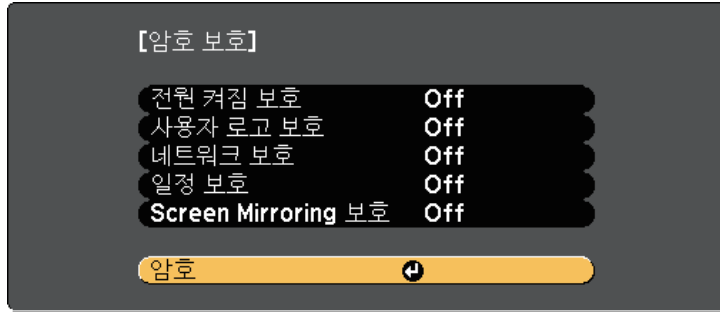 [암호 보호]
전원 켜짐 보호 Off
사용자 로고 보호 Off
네트워크 보호 Off
일정 보호 Off
Screen Mirroring 보호 Off
암호